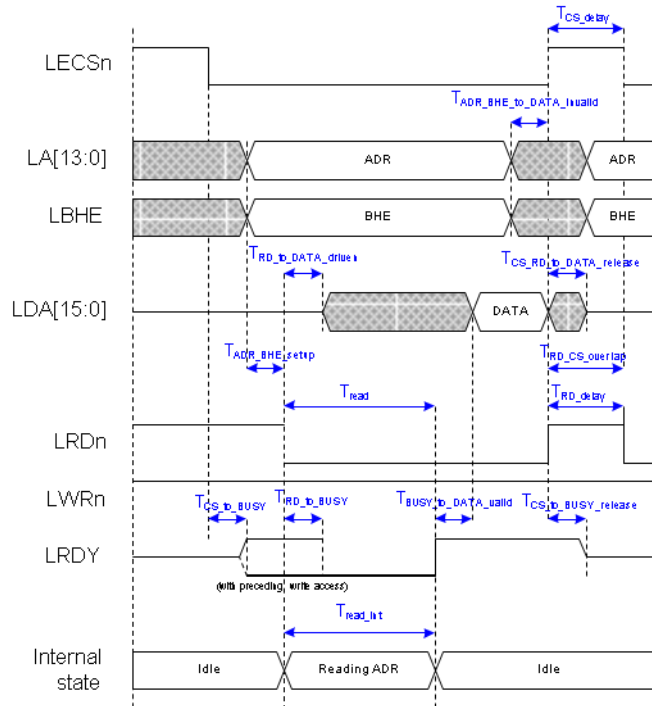 T_CS_delay
LECSn
T_ADR_BHE_to_DATA_invalid
LA[13:0]
ADR
ADR
LBHE
BHE
BHE
T_RD_to_DATA_driven
T_CS_RD_to_DATA_release
LDA[15:0]
DATA
T_ADR_BHE_setup
T_RD_CS_overlap
T_read
T_RD_delay
LRDn
LWRn
T_CS_to_BUSY
T_RD_to_BUSY
T_BUSY_to_DATA_valid
T_CS_to_BUSY_release
LRDY
(with preceding write access)
T_read_int
Internal
state
Idle
Reading ADR
Idle